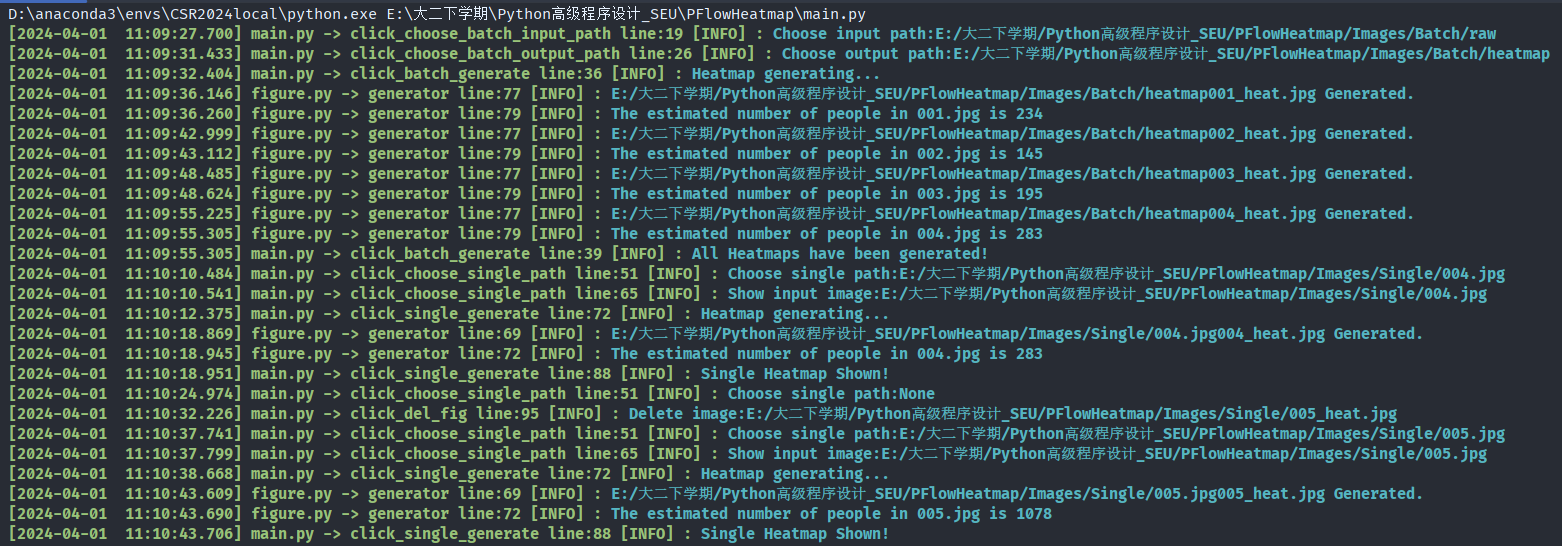 D:\anaconda3\envs\CSR2024local\python.exe E:\大二下学期\Python高级程序设计_SEU\PFlowHeatmap\main.py
[2024-04-01  11:09:27.700] main.py -> click_choose_batch_input_path line:19 [INFO] : Choose input path:E:/大二下学期/Python高级程序设计_SEU/PFlowHeatmap/Images/Batch/raw
[2024-04-01  11:09:31.433] main.py -> click_choose_batch_output_path line:26 [INFO] : Choose output path:E:/大二下学期/Python高级程序设计_SEU/PFlowHeatmap/Images/Batch/heatmap
[2024-04-01  11:09:32.404] main.py -> click_batch_generate line:36 [INFO] : Heatmap generating...
[2024-04-01  11:09:36.146] figure.py -> generator line:77 [INFO] : E:/大二下学期/Python高级程序设计_SEU/PFlowHeatmap/Images/Batch/heatmap001_heat.jpg Generated.
[2024-04-01  11:09:36.260] figure.py -> generator line:79 [INFO] : The estimated number of people in 001.jpg is 234
[2024-04-01  11:09:42.999] figure.py -> generator line:77 [INFO] : E:/大二下学期/Python高级程序设计_SEU/PFlowHeatmap/Images/Batch/heatmap002_heat.jpg Generated.
[2024-04-01  11:09:43.112] figure.py -> generator line:79 [INFO] : The estimated number of people in 002.jpg is 145
[2024-04-01  11:09:48.485] figure.py -> generator line:77 [INFO] : E:/大二下学期/Python高级程序设计_SEU/PFlowHeatmap/Images/Batch/heatmap003_heat.jpg Generated.
[2024-04-01  11:09:48.624] figure.py -> generator line:79 [INFO] : The estimated number of people in 003.jpg is 195
[2024-04-01  11:09:55.225] figure.py -> generator line:77 [INFO] : E:/大二下学期/Python高级程序设计_SEU/PFlowHeatmap/Images/Batch/heatmap004_heat.jpg Generated.
[2024-04-01  11:09:55.305] figure.py -> generator line:79 [INFO] : The estimated number of people in 004.jpg is 283
[2024-04-01  11:09:55.305] main.py -> click_batch_generate line:39 [INFO] : All Heatmaps have been generated!
[2024-04-01  11:10:10.484] main.py -> click_choose_single_path line:51 [INFO] : Choose single path:E:/大二下学期/Python高级程序设计_SEU/PFlowHeatmap/Images/Single/004.jpg
[2024-04-01  11:10:10.541] main.py -> click_choose_single_path line:65 [INFO] : Show input image:E:/大二下学期/Python高级程序设计_SEU/PFlowHeatmap/Images/Single/004.jpg
[2024-04-01  11:10:12.375] main.py -> click_single_generate line:72 [INFO] : Heatmap generating...
[2024-04-01  11:10:18.869] figure.py -> generator line:69 [INFO] : E:/大二下学期/Python高级程序设计_SEU/PFlowHeatmap/Images/Single/004.jpg004_heat.jpg Generated.
[2024-04-01  11:10:18.945] figure.py -> generator line:72 [INFO] : The estimated number of people in 004.jpg is 283
[2024-04-01  11:10:18.951] main.py -> click_single_generate line:88 [INFO] : Single Heatmap Shown!
[2024-04-01  11:10:24.974] main.py -> click_choose_single_path line:51 [INFO] : Choose single path:None
[2024-04-01  11:10:32.226] main.py -> click_del_fig line:95 [INFO] : Delete image:E:/大二下学期/Python高级程序设计_SEU/PFlowHeatmap/Images/Single/005_heat.jpg
[2024-04-01  11:10:37.741] main.py -> click_choose_single_path line:51 [INFO] : Choose single path:E:/大二下学期/Python高级程序设计_SEU/PFlowHeatmap/Images/Single/005.jpg
[2024-04-01  11:10:37.799] main.py -> click_choose_single_path line:65 [INFO] : Show input image:E:/大二下学期/Python高级程序设计_SEU/PFlowHeatmap/Images/Single/005.jpg
[2024-04-01  11:10:38.668] main.py -> click_single_generate line:72 [INFO] : Heatmap generating...
[2024-04-01  11:10:43.609] figure.py -> generator line:69 [INFO] : E:/大二下学期/Python高级程序设计_SEU/PFlowHeatmap/Images/Single/005.jpg005_heat.jpg Generated.
[2024-04-01  11:10:43.690] figure.py -> generator line:72 [INFO] : The estimated number of people in 005.jpg is 1078
[2024-04-01  11:10:43.706] main.py -> click_single_generate line:88 [INFO] : Single Heatmap Shown!